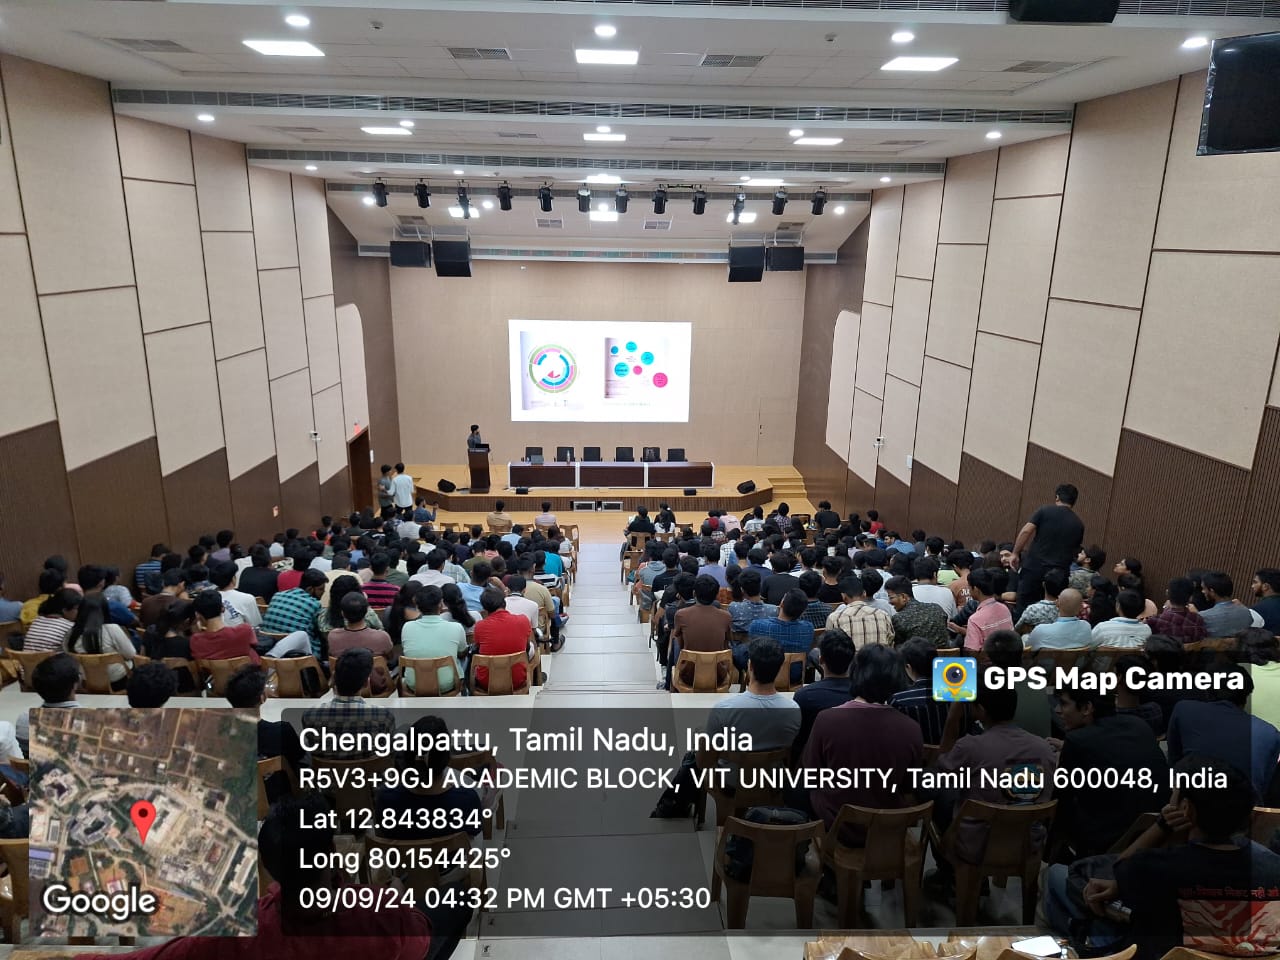 GPS Map Camera
Chengalpattu, Tamil Nadu, India
R5V3+9GJ ACADEMIC BLOCK, VIT UNIVERSITY, Tamil Nadu 600048, India
Lat 12.843834°
Long 80.154425°
09/09/24 04:32 PM GMT +05:30
Google